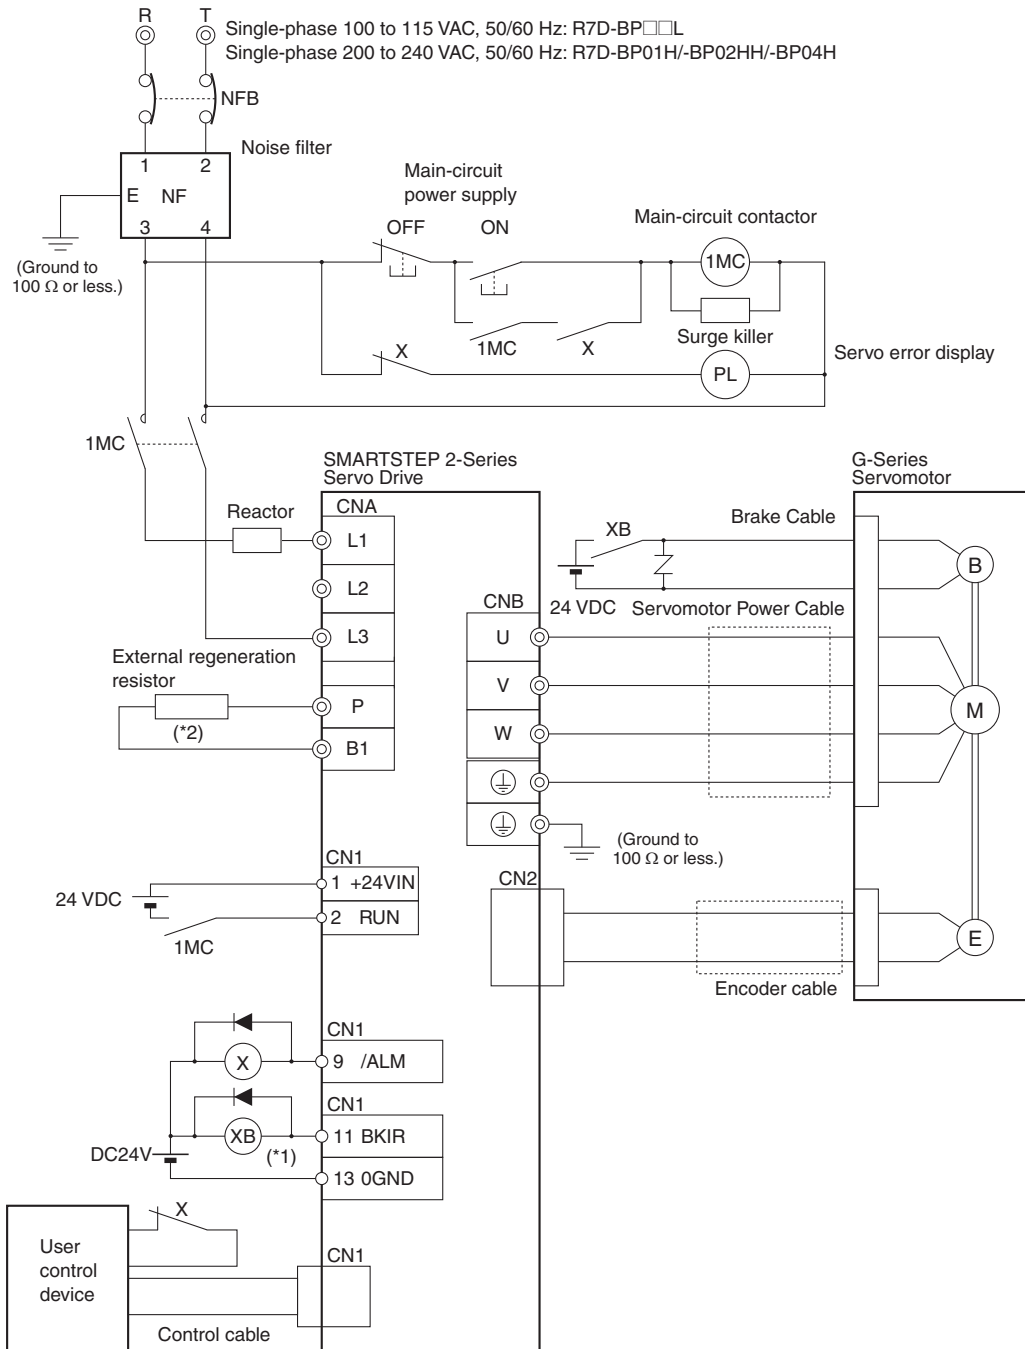 R T
Single-phase 100 to 115 VAC, 50/60 Hz: R7D-BP□□L
Single-phase 200 to 240 VAC, 50/60 Hz: R7D-BP01H/-BP02HH/-BP04H
NFB
Noise filter
1 2
E NF
3 4
(Ground to
100 Ω or less.)
Main-circuit
power supply
OFF ON
Main-circuit contactor
1MC
Surge killer
1MC X
X
PL
Servo error display
1MC
SMARTSTEP 2-Series
Servo Drive
G-Series
Servomotor
Reactor
CNA
L1
L2
L3
External regeneration
resistor
(*2)
P
B1
XB
Brake Cable
B
24 VDC
Servomotor Power Cable
CNB
U
V
W
M
(Ground to
100 Ω or less.)
CN1
24 VDC
1 +24VIN
2 RUN
1MC
CN2
E
Encoder cable
CN1
X
9 /ALM
CN1
XB
(*1)
11 BKIR
DC24V
13 0GND
X
User
control
device
CN1
Control cable